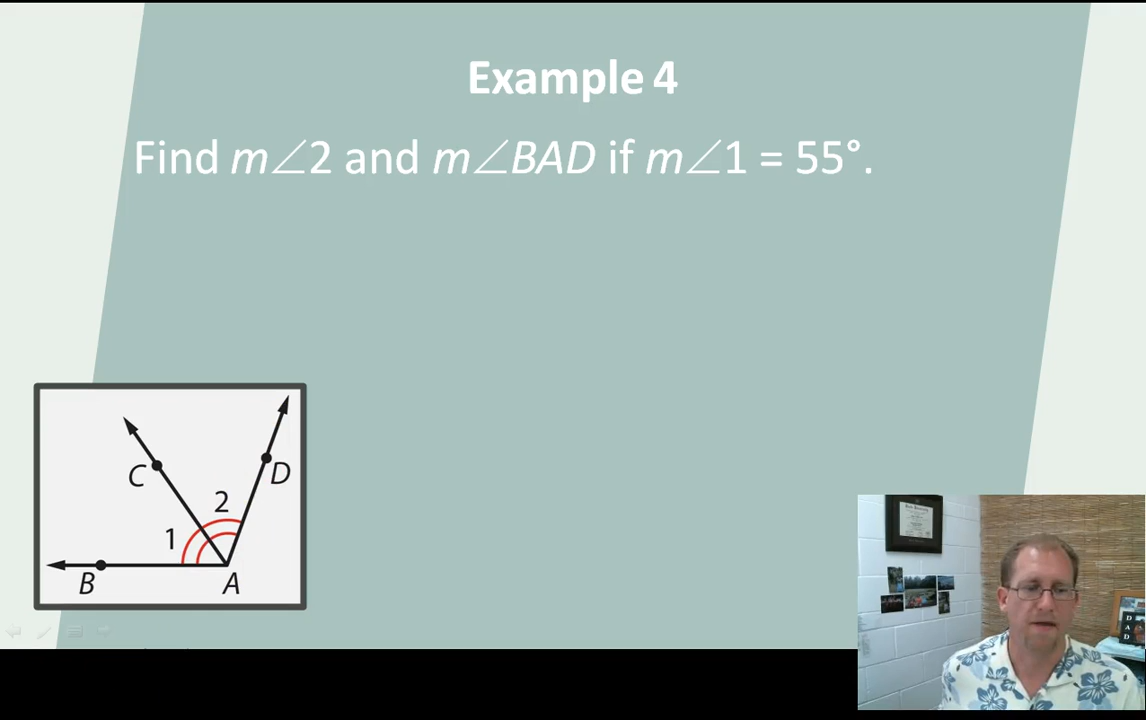 Example 4
Find m∠2 and m∠BAD if m∠1 = 55°.
C
D
2
1
B
A
D
A
D